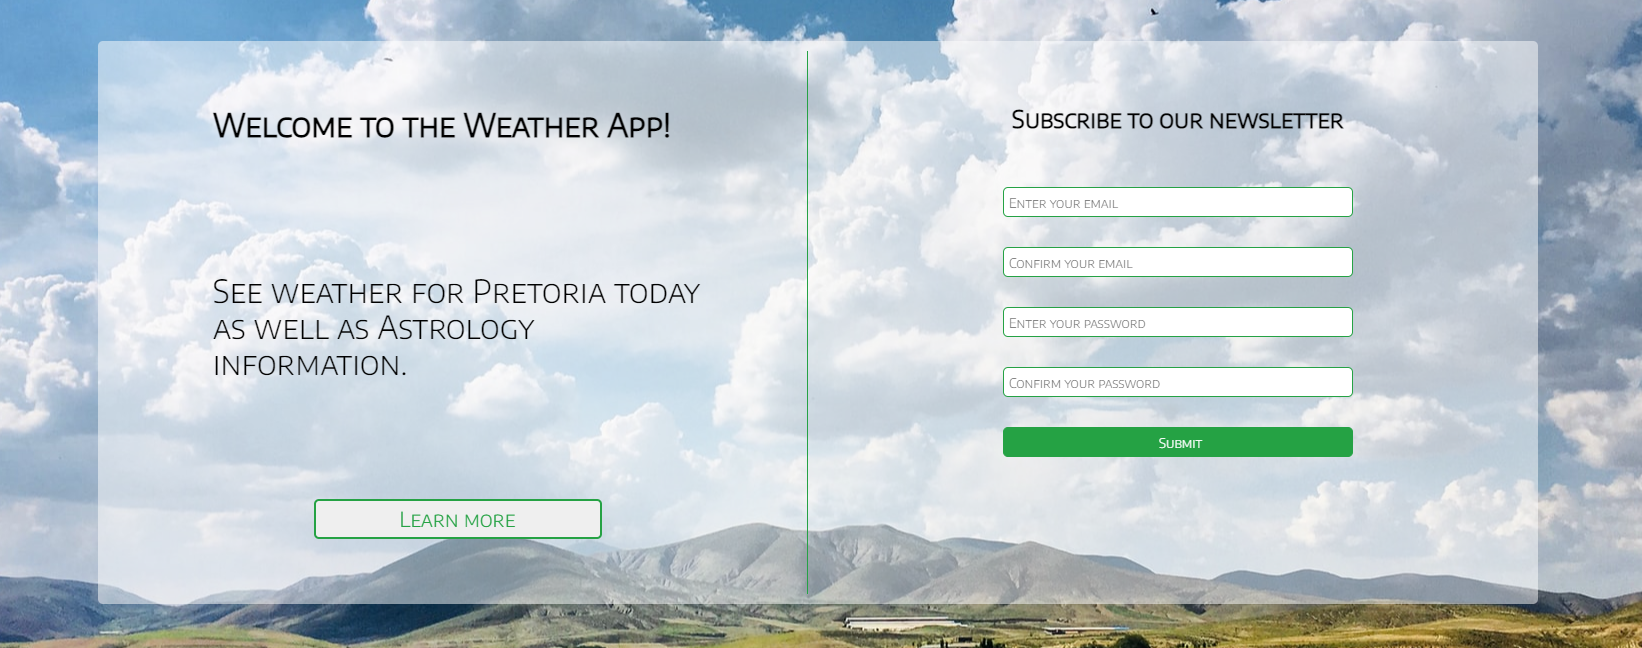 Welcome to the Weather App!
See weather for Pretoria today
as well as Astrology
information.
Learn more
Subscribe to our newsletter
Enter your email
Confirm your email
Enter your password
Confirm your password
Submit